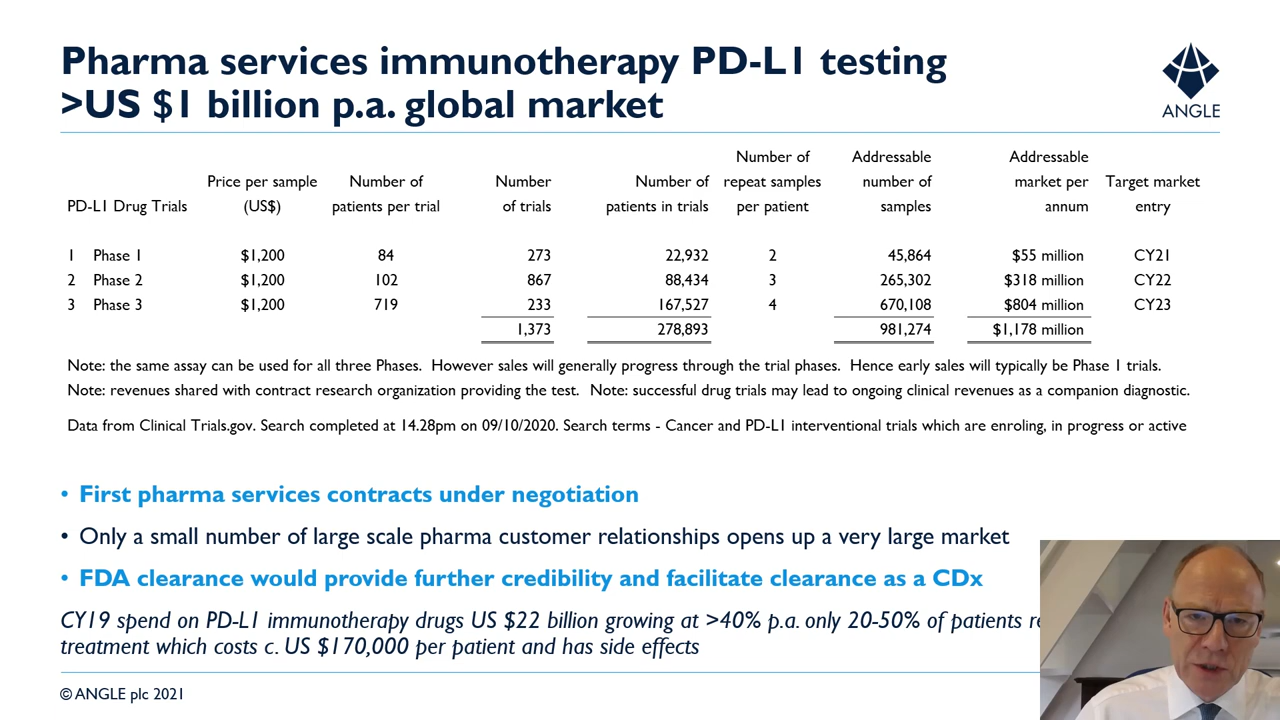 Pharma services immunotherapy PD-L1 testing
>US $1 billion p.a. global market
ANGLE
PD-L1 Drug Trials Price per sample (US$) Number of patients per trial Number of trials Number of patients in trials Number of repeat samples per patient Addressable number of samples Addressable market per annum Target market entry
1 Phase 1 $1,200 84 273 22,932 2 45,864 $55 million CY21
2 Phase 2 $1,200 102 867 88,434 3 265,302 $318 million CY22
3 Phase 3 $1,200 719 233 167,527 4 670,108 $804 million CY23
1,373 278,893 981,274 $1,178 million
Note: the same assay can be used for all three Phases. However sales will generally progress through the trial phases. Hence early sales will typically be Phase 1 trials.
Note: revenues shared with contract research organization providing the test. Note: successful drug trials may lead to ongoing clinical revenues as a companion diagnostic.
Data from Clinical Trials.gov. Search completed at 14.28pm on 09/10/2020. Search terms - Cancer and PD-L1 interventional trials which are enroling, in progress or active
• First pharma services contracts under negotiation
• Only a small number of large scale pharma customer relationships opens up a very large market
• FDA clearance would provide further credibility and facilitate clearance as a CDx
CY19 spend on PD-L1 immunotherapy drugs US $22 billion growing at >40% p.a. only 20-50% of patients
treatment which costs c. US $170,000 per patient and has side effects
© ANGLE plc 2021